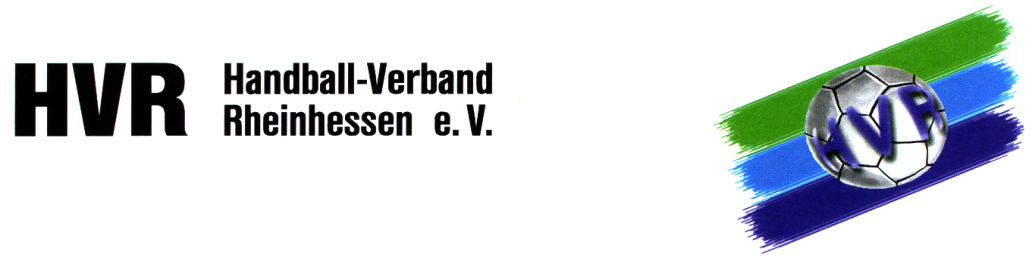 HVR
Handball-Verband
Rheinhessen e. V.
HVR